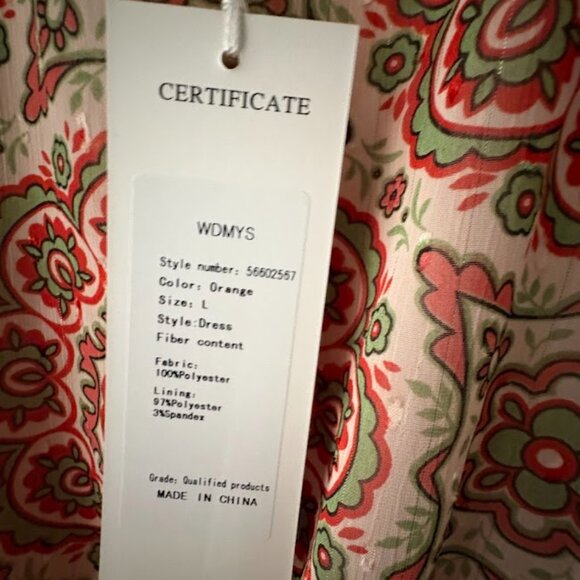 CERTIFICATE
WDMYS
Style number: 56602557
Color: Orange
Size: L
Style:Dress
Fiber content
Fabric:
100%Polyester
Lining:
97%Polyester
3%Spandex
Grade: Qualified products
MADE IN CHINA